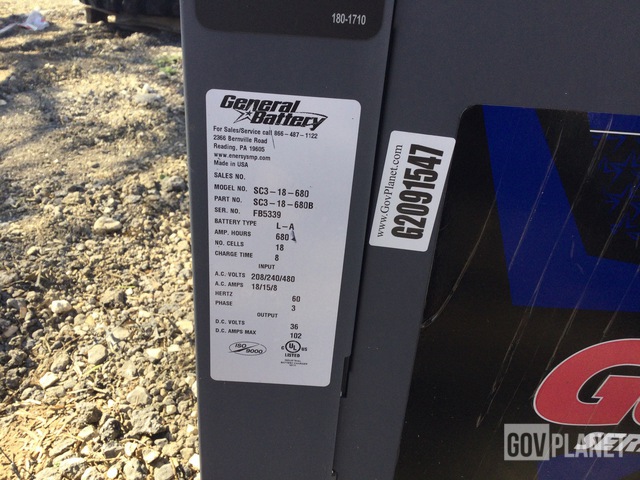 180-1710
General
Battery
For Sales/Service call 866-487-1122
2366 Bernville Road
Reading, PA 19605
www.enersysmp.com
Made in USA
SALES NO.
MODEL NO. SC3-18-680
PART NO. SC3-18-680B
SER. NO. FB5339
BATTERY TYPE L-A
AMP. HOURS 680
NO. CELLS 18
CHARGE TIME 8
INPUT
A.C. VOLTS 208/240/480
A.C. AMPS 18/15/8
HERTZ 60
PHASE 3
OUTPUT
D.C. VOLTS 36
D.C. AMPS MAX 102
ISO 9000
C UL US
LISTED
www.GovPlanet.com
G2091547
GOVPLANET